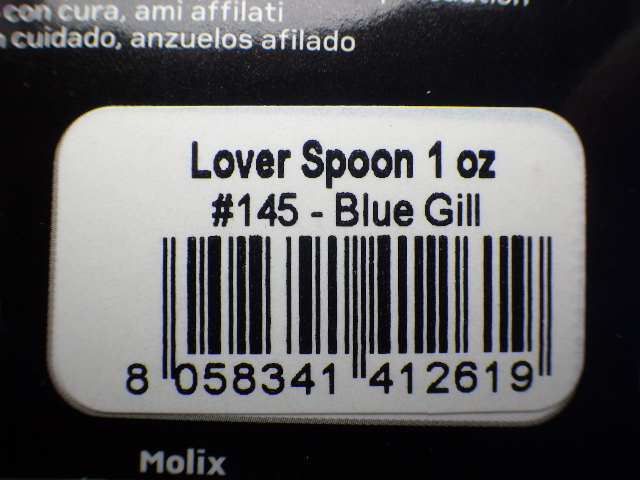 con cura, ami affilati
cuidado, anzuelos afilado
Lover Spoon 1 oz
#145 - Blue Gill
8 058341 412619
Molix